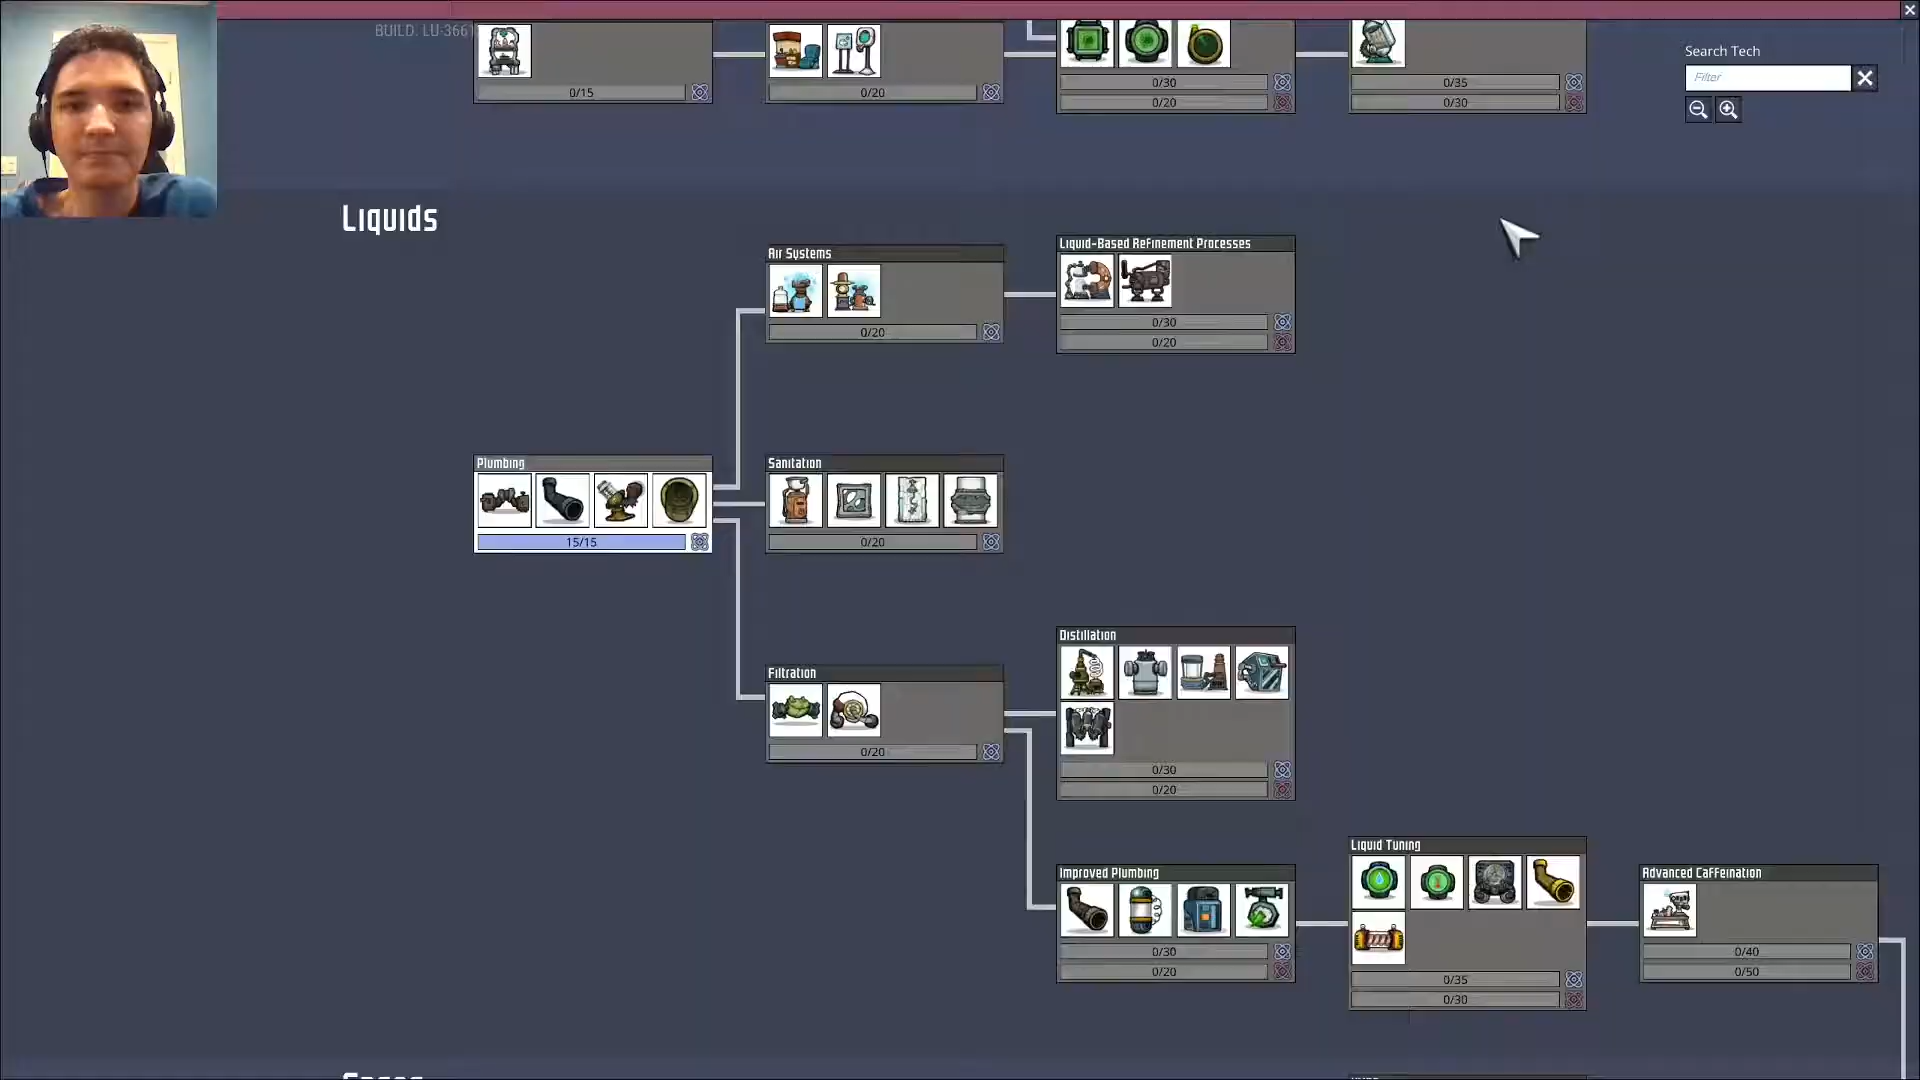 BUILD: LU-3661
Search Tech
Filter
0/15
0/20
0/30
0/20
0/35
0/30
Liquids
Air Systems
0/20
Liquid-Based Refinement Processes
0/30
0/20
Plumbing
15/15
Sanitation
0/20
Filtration
0/20
Distillation
0/30
0/20
Improved Plumbing
0/30
0/20
Liquid Tuning
0/35
0/30
Advanced Caffeination
0/40
0/50